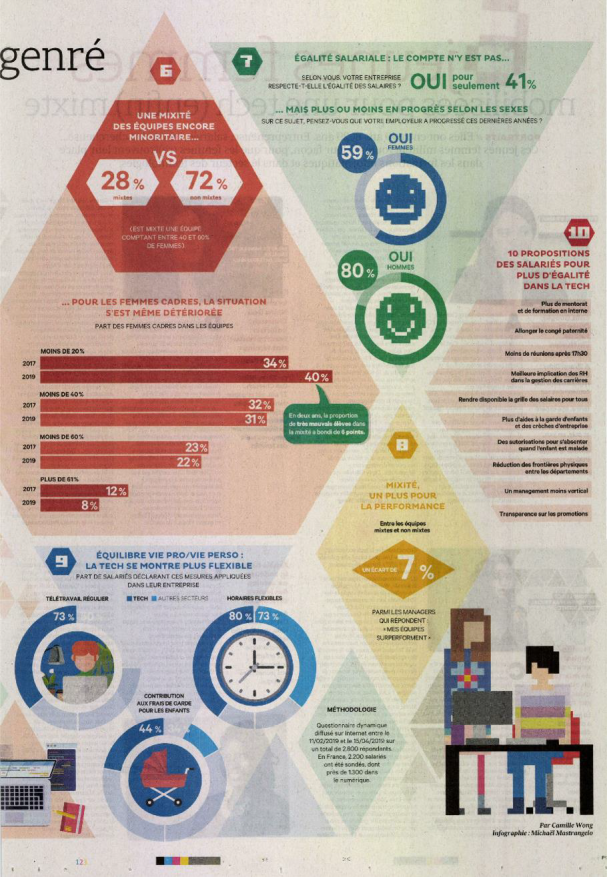 genré
6
UNE MIXITÉ
DES ÉQUIPES ENCORE
MINORITAIRE...
VS
28 %
mixtes
72 %
non mixtes
(EST MIXTE UNE ÉQUIPE
COMPTANT ENTRE 40 ET 60%
DE FEMMES)
... POUR LES FEMMES CADRES, LA SITUATION
S'EST MÊME DÉTÉRIORÉE
PART DES FEMMES CADRES DANS LES ÉQUIPES
MOINS DE 20%
2017 34%
2019 40%
MOINS DE 40%
2017 32%
2019 31%
MOINS DE 60%
2017 23%
2019 22%
PLUS DE 61%
2017 12%
2019 8%
En deux ans, la proportion
de très mauvais élèves dans
la mixité a bondi de 6 points.
7
ÉGALITÉ SALARIALE : LE COMPTE N'Y EST PAS...
SELON VOUS, VOTRE ENTREPRISE
RESPECTE-T-ELLE L'ÉGALITÉ DES SALAIRES ?
OUI pour
seulement 41%
... MAIS PLUS OU MOINS EN PROGRÈS SELON LES SEXES
SUR CE SUJET, PENSEZ-VOUS QUE VOTRE EMPLOYEUR A PROGRESSÉ CES DERNIÈRES ANNÉES ?
59 %
OUI
FEMMES
80 %
OUI
HOMMES
10
10 PROPOSITIONS
DES SALARIÉS POUR
PLUS D'ÉGALITÉ
DANS LA TECH
Plus de mentorat
et de formation en interne
Allonger le congé paternité
Moins de réunions après 17h30
Meilleure implication des RH
dans la gestion des carrières
Rendre disponible la grille des salaires pour tous
Plus d'aides à la garde d'enfants
et des crèches d'entreprise
Des autorisations pour s'absenter
quand l'enfant est malade
Réduction des frontières physiques
entre les départements
Un management moins vertical
Transparence sur les promotions
8
MIXITÉ,
UN PLUS POUR
LA PERFORMANCE
Entre les équipes
mixtes et non mixtes
UN ÉCART DE 7 %
PARMI LES MANAGERS
QUI RÉPONDENT :
« MES ÉQUIPES
SURPERFORMENT »
9
ÉQUILIBRE VIE PRO/VIE PERSO :
LA TECH SE MONTRE PLUS FLEXIBLE
PART DE SALARIÉS DÉCLARANT CES MESURES APPLIQUÉES
DANS LEUR ENTREPRISE
TÉLÉTRAVAIL RÉGULIER
TECH AUTRES SECTEURS
HORAIRES FLEXIBLES
73 %
80 % 73 %
CONTRIBUTION
AUX FRAIS DE GARDE
POUR LES ENFANTS
44 %
MÉTHODOLOGIE
Questionnaire dynamique
diffusé sur internet entre le
11/02/2019 et le 15/04/2019 sur
un total de 2.800 répondants.
En France, 2.200 salariés
ont été sondés, dont
près de 1.300 dans
le numérique.
Par Camille Wong
Infographie : Michaël Mastrangelo